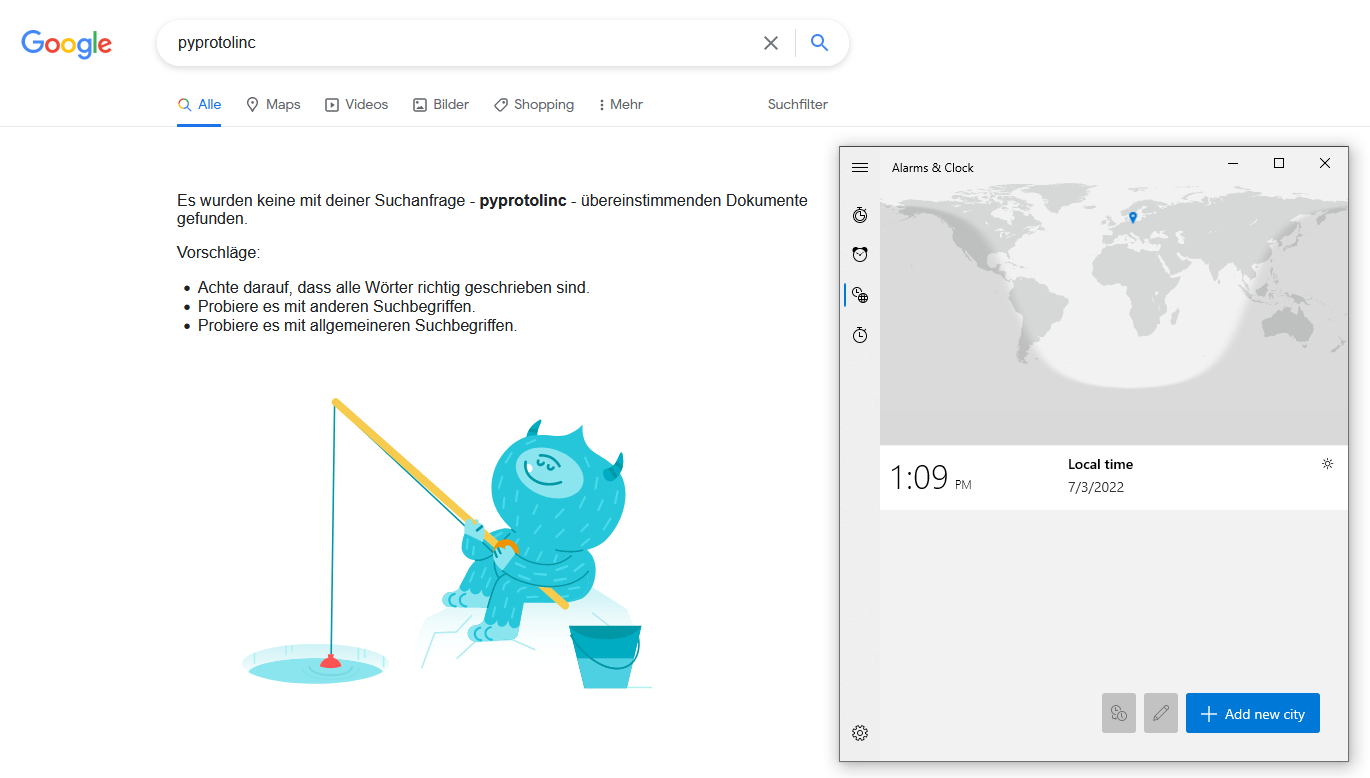 Google
pyprotolinc
Alle
Maps
Videos
Bilder
Shopping
Mehr
Suchfilter
Es wurden keine mit deiner Suchanfrage - pyprotolinc - übereinstimmenden Dokumente
gefunden.
Vorschläge:
Achte darauf, dass alle Wörter richtig geschrieben sind.
Probiere es mit anderen Suchbegriffen.
Probiere es mit allgemeineren Suchbegriffen.
Alarms & Clock
1:09 PM
Local time
7/3/2022
Add new city